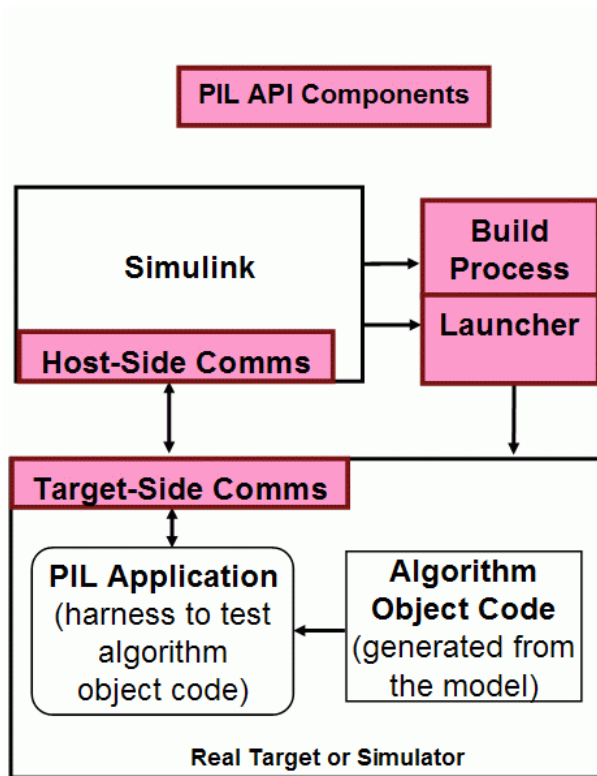 PIL API Components
Simulink
Build
Process
Launcher
Host-Side Comms
Target-Side Comms
PIL Application
(harness to test
algorithm
object code)
Algorithm
Object Code
(generated from
the model)
Real Target or Simulator